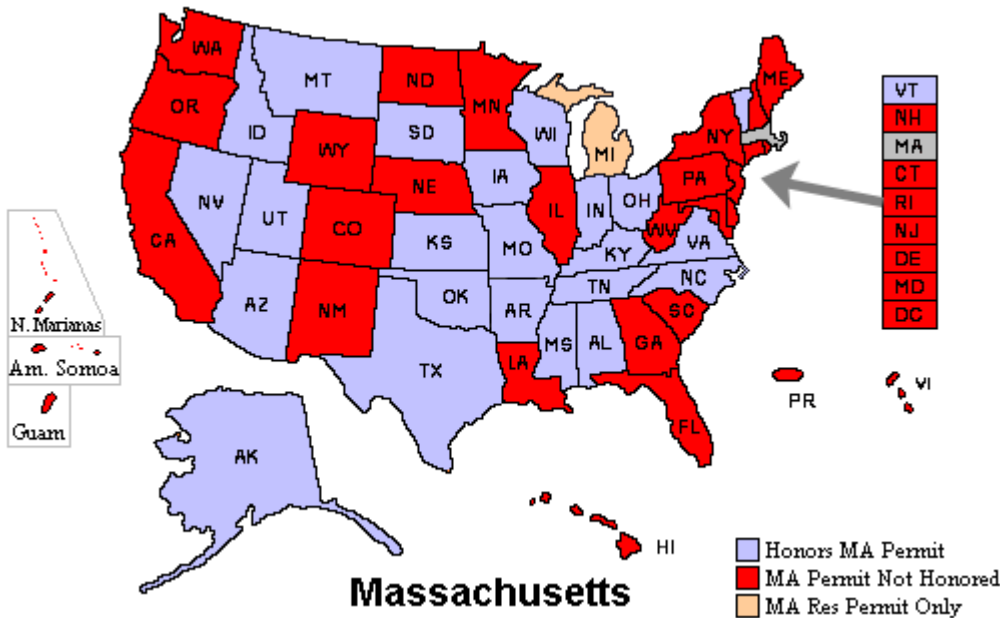 WA
MT
ND
MN
ME
OR
ID
SD
WI
MI
NY
WY
IA
PA
NE
NV
UT
CO
IL
IN
OH
WV
VA
CA
KS
MO
KY
NC
AZ
NM
OK
AR
TN
SC
MS
AL
GA
TX
LA
FL
AK
HI
PR
VI
VT
NH
MA
CT
RI
NJ
DE
MD
DC
N. Marianas
Am. Somoa
Guam
Massachusetts
Honors MA Permit
MA Permit Not Honored
MA Res Permit Only